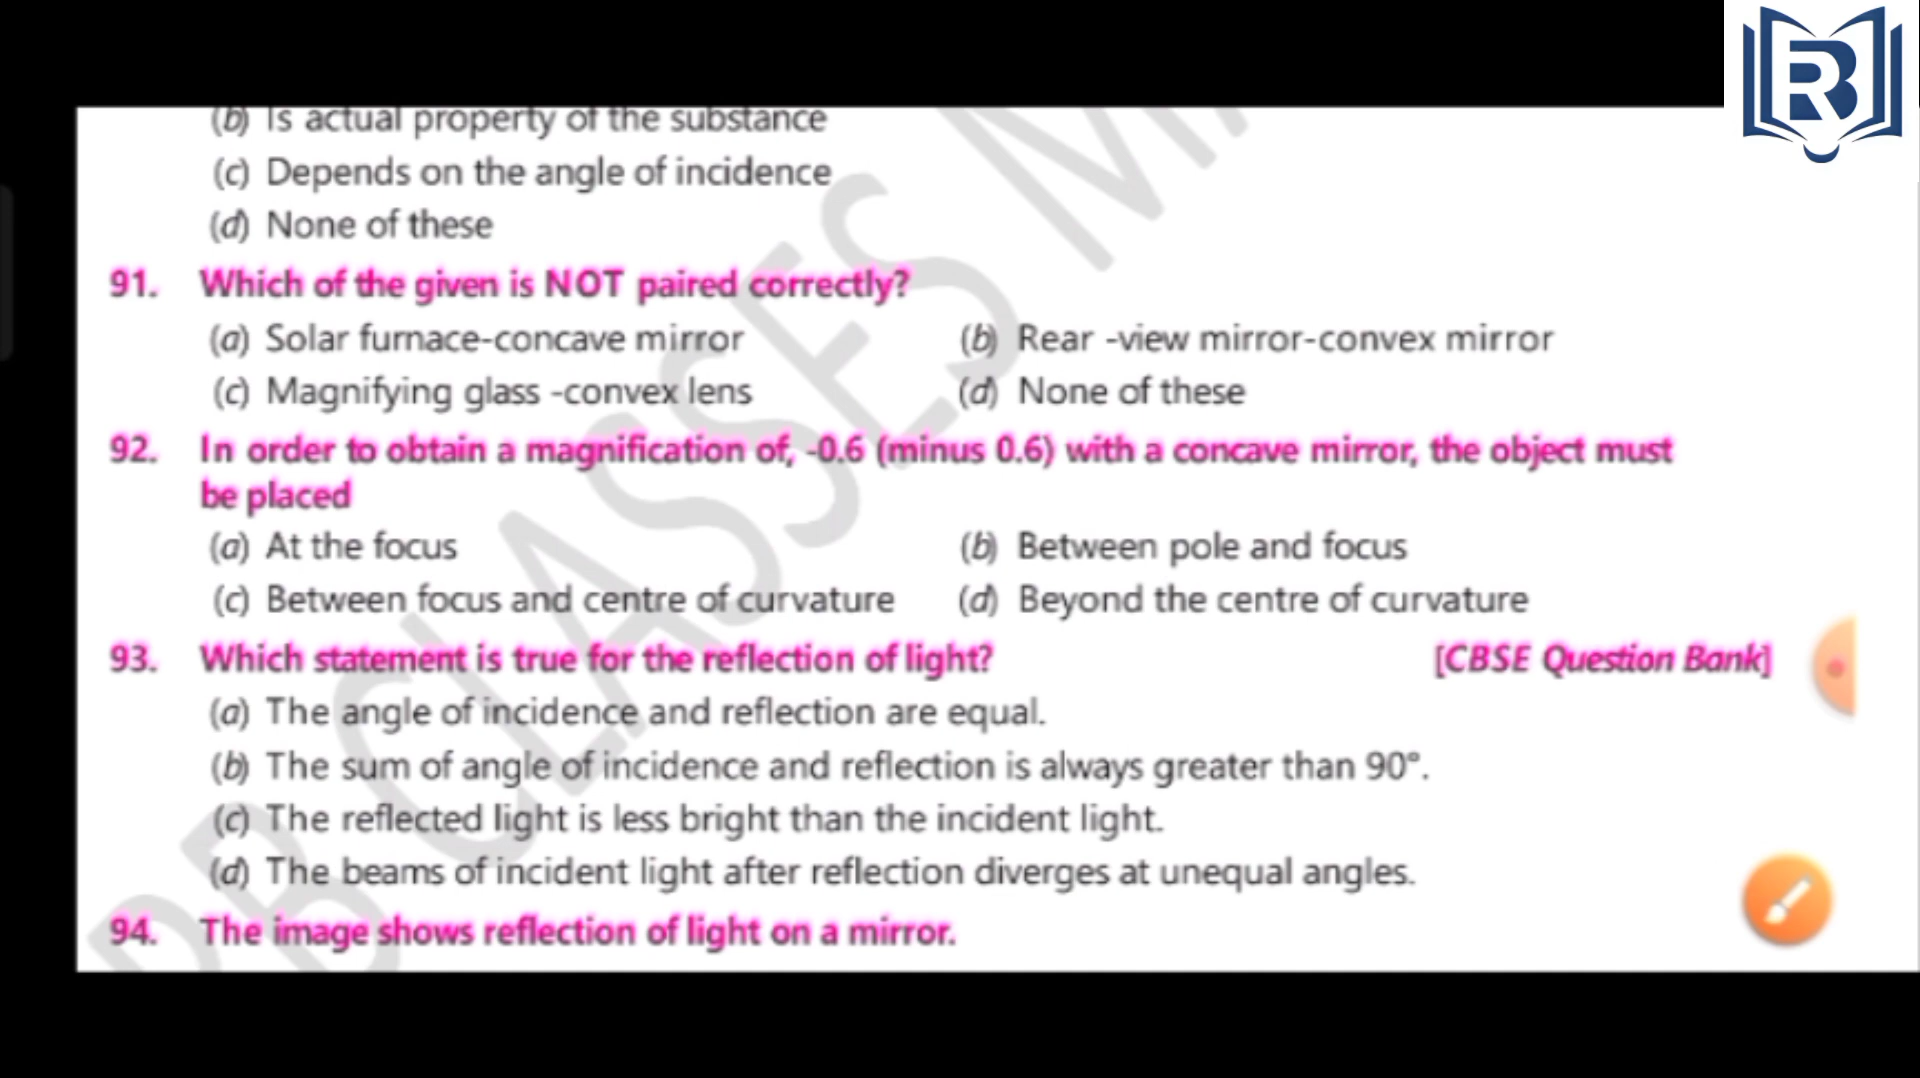 (b) Is actual property of the substance
(c) Depends on the angle of incidence
(d) None of these
91. Which of the given is NOT paired correctly?
(a) Solar furnace-concave mirror (b) Rear -view mirror-convex mirror
(c) Magnifying glass -convex lens (d) None of these
92. In order to obtain a magnification of, -0.6 (minus 0.6) with a concave mirror, the object must
be placed
(a) At the focus (b) Between pole and focus
(c) Between focus and centre of curvature (d) Beyond the centre of curvature
93. Which statement is true for the reflection of light? [CBSE Question Bank]
(a) The angle of incidence and reflection are equal.
(b) The sum of angle of incidence and reflection is always greater than 90°.
(c) The reflected light is less bright than the incident light.
(d) The beams of incident light after reflection diverges at unequal angles.
94. The image shows reflection of light on a mirror.